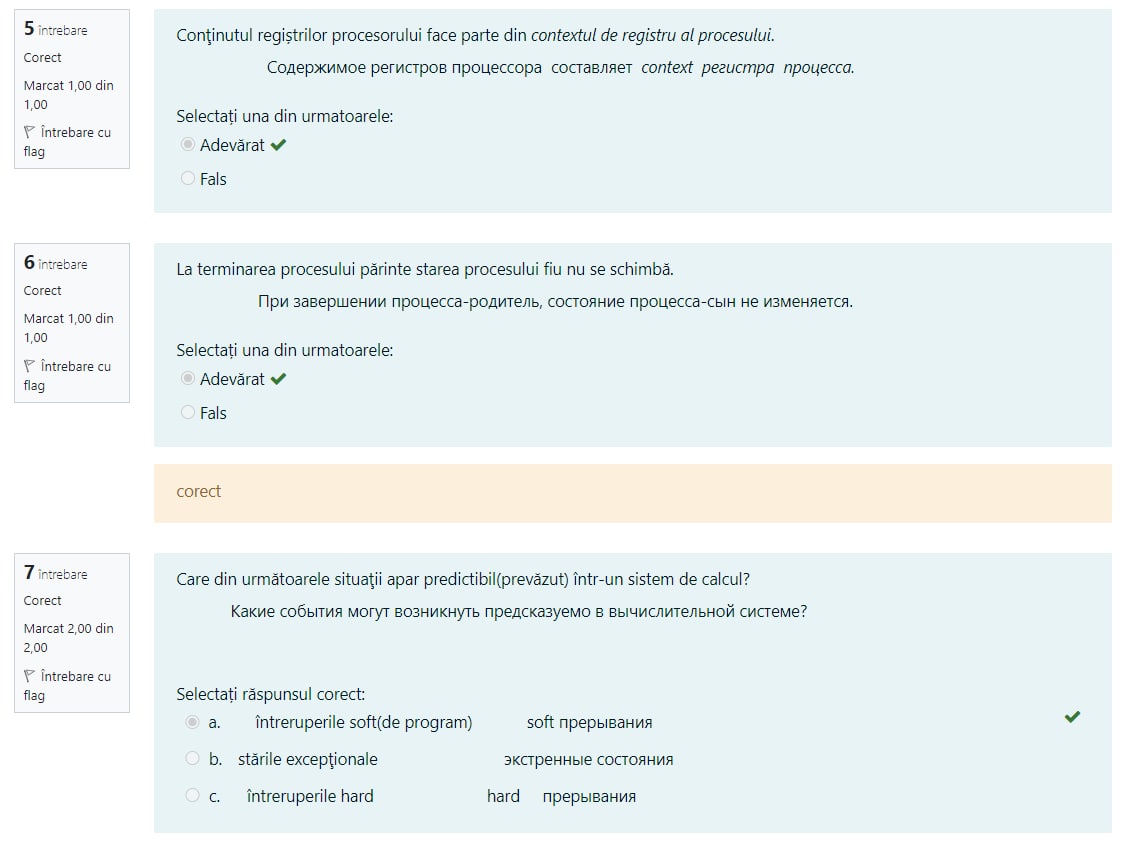 5 întrebare
Corect
Marcat 1,00 din
1,00
Întrebare cu
flag
Conţinutul regiștrilor procesorului face parte din contextul de registru al procesului.
Содержимое регистров процессора составляет context регистра процесса.
Selectați una din urmatoarele:
Adevărat
Fals
6 întrebare
Corect
Marcat 1,00 din
1,00
Întrebare cu
flag
La terminarea procesului părinte starea procesului fiu nu se schimbă.
При завершении процесса-родитель, состояние процесса-сын не изменяется.
Selectați una din urmatoarele:
Adevărat
Fals
corect
7 întrebare
Corect
Marcat 2,00 din
2,00
Întrebare cu
flag
Care din următoarele situaţii apar predictibil(prevăzut) într-un sistem de calcul?
Какие события могут возникнуть предсказуемо в вычислительной системе?
Selectați răspunsul corect:
a. întreruperile soft(de program) soft прерывания
b. stările excepţionale экстренные состояния
c. întreruperile hard hard прерывания